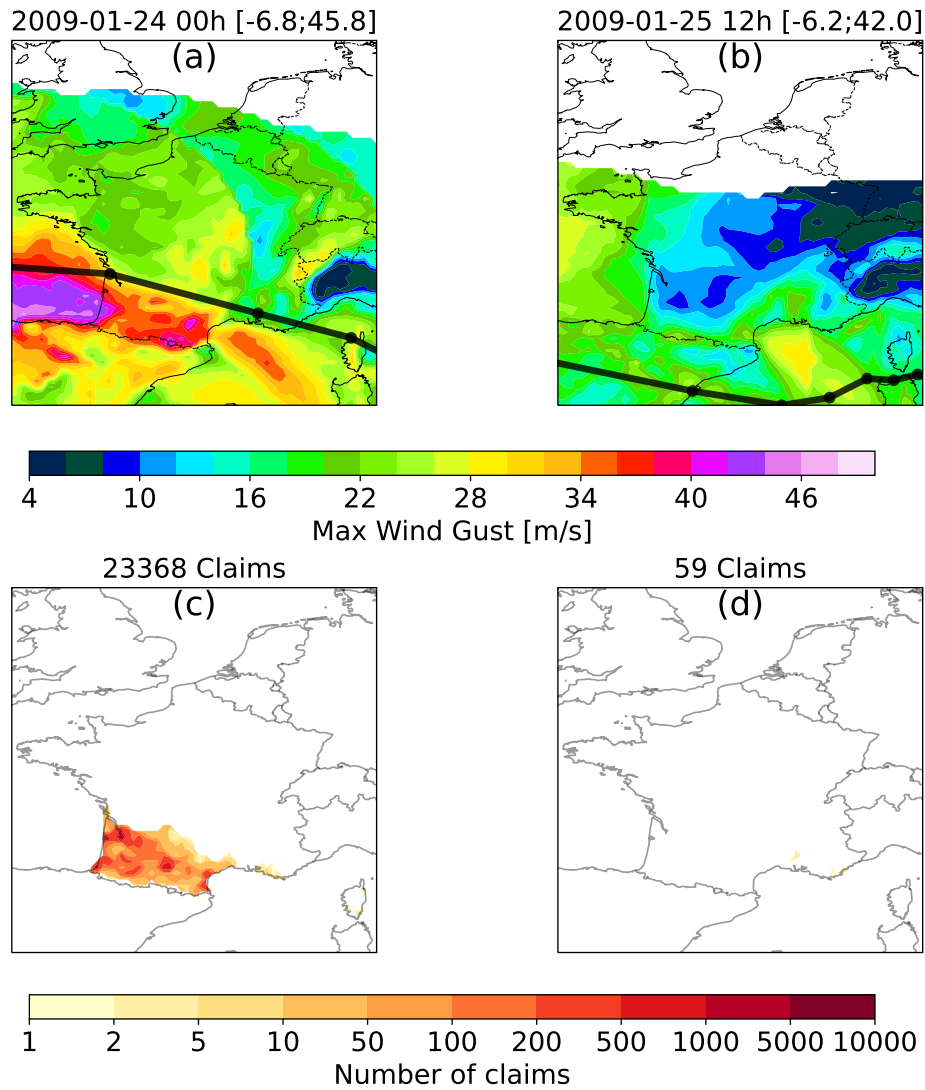 2009-01-24 00h [-6.8;45.8]
2009-01-25 12h [-6.2;42.0]
(a)
(b)
4 10 16 22 28 34 40 46
Max Wind Gust [m/s]
23368 Claims
59 Claims
(c)
(d)
1 2 5 10 50 100 200 500 1000 5000 10000
Number of claims